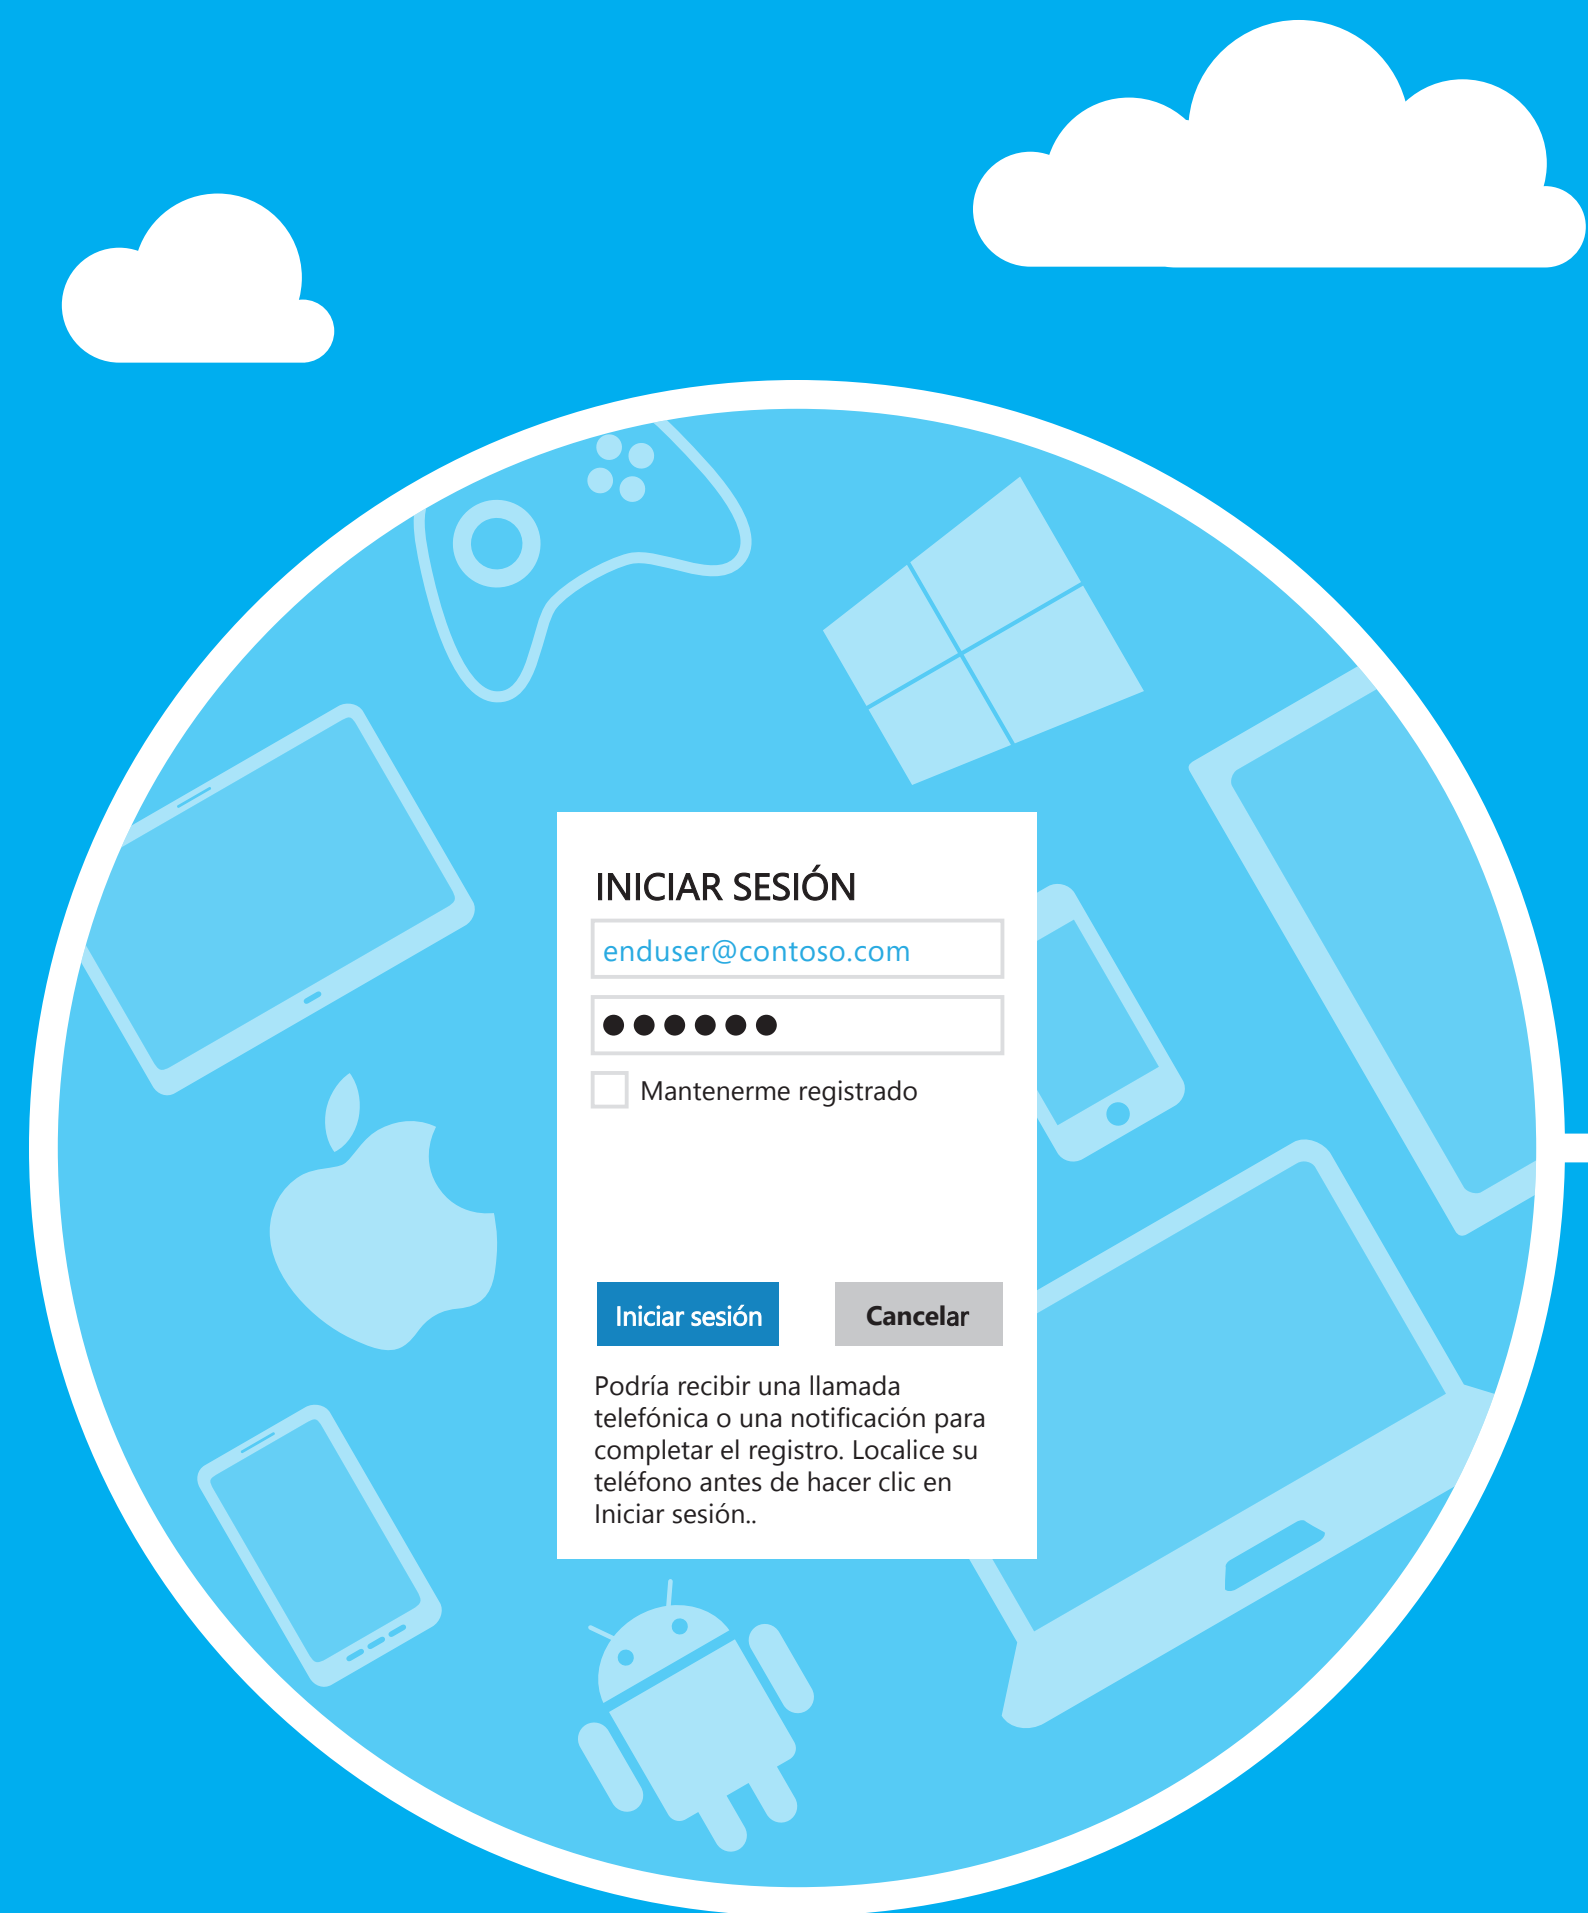 INICIAR SESIÓN
enduser@contoso.com
Mantenerme registrado
Iniciar sesión
Cancelar
Podría recibir una llamada
telefónica o una notificación para
completar el registro. Localice su
teléfono antes de hacer clic en
Iniciar sesión..